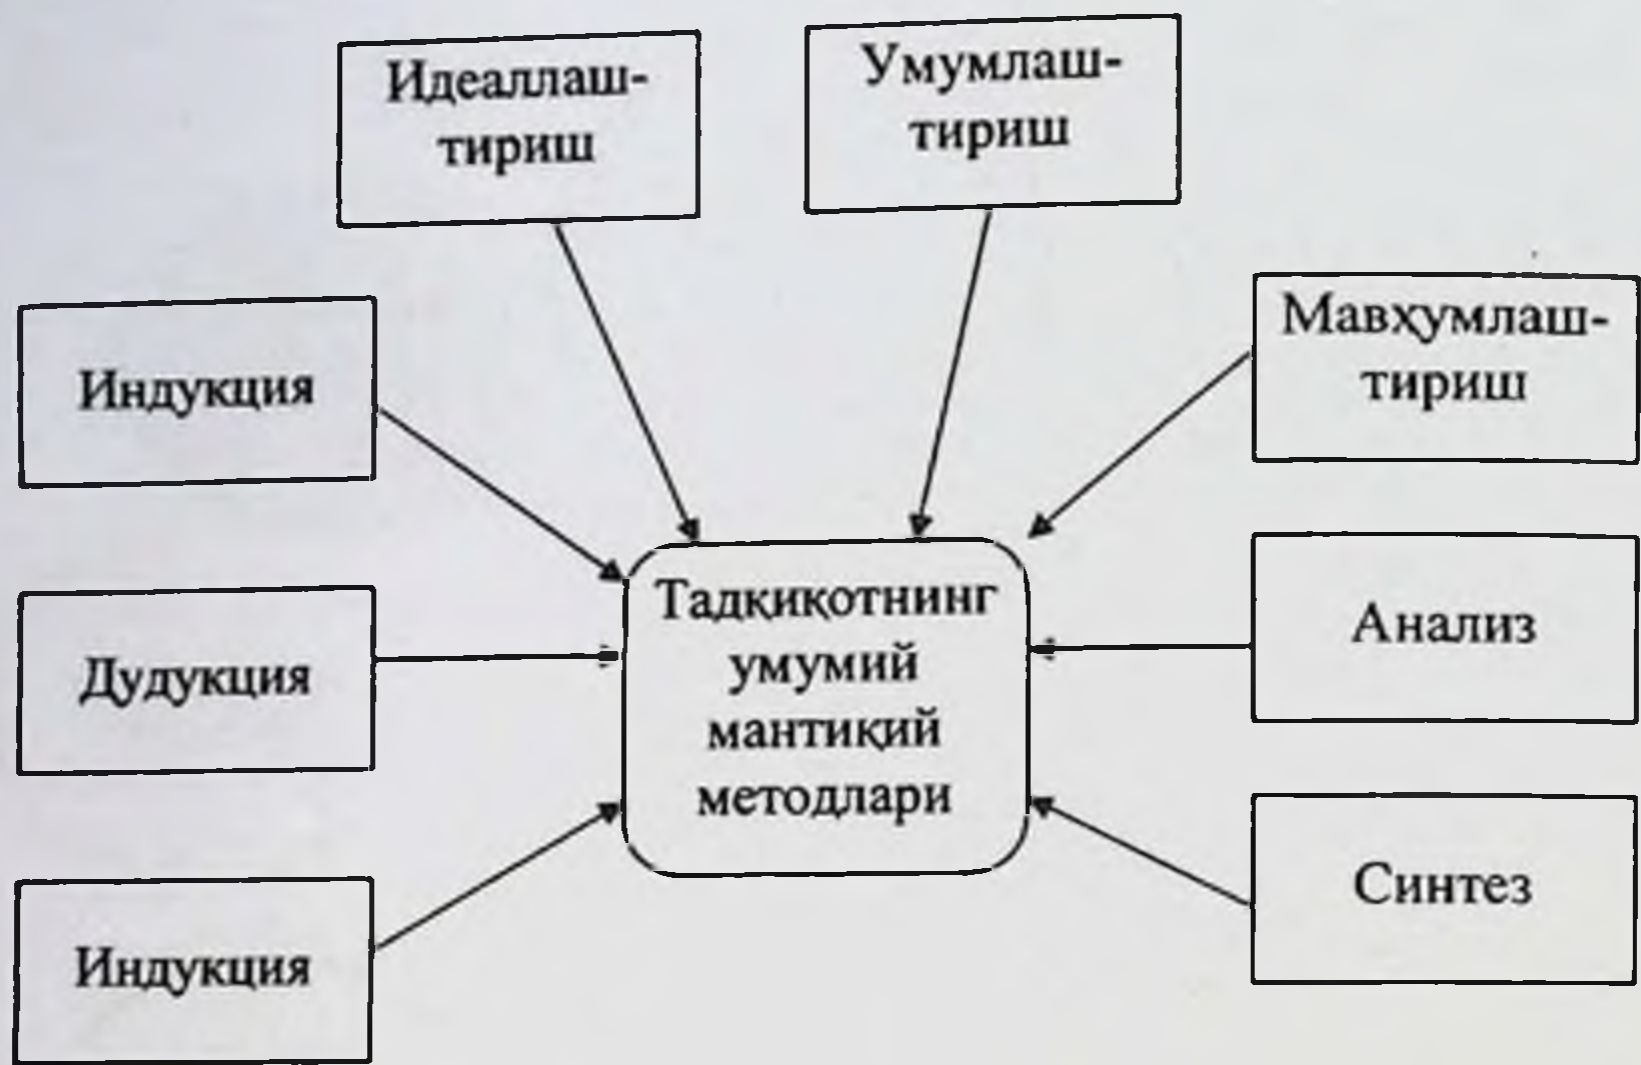 Идеаллаш-
тириш
Умумлаш-
тириш
Индукция
Мавҳумлаш-
тириш
Дудукция
Тадқиқотнинг
умумий
мантиқий
методлари
Анализ
Индукция
Синтез